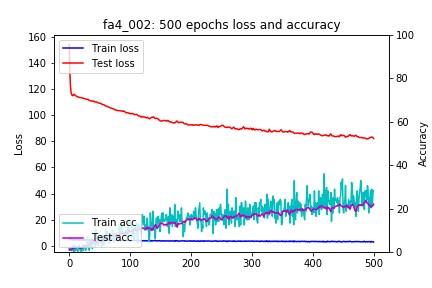 fa4_002: 500 epochs loss and accuracy
160
140
120
100
80
60
40
20
0
Loss
Train loss
Test loss
Train acc
Test acc
100
80
60
40
20
0
Accuracy
0 100 200 300 400 500